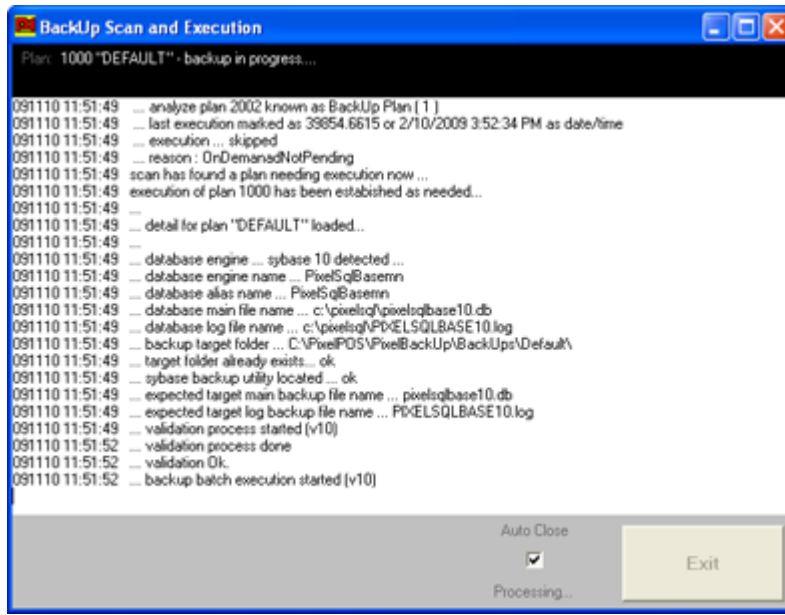 BackUp Scan and Execution
Plan: 1000 "DEFAULT" - backup in progress....
091110 11:51:49 ... analyze plan 2002 known as BackUp Plan ( 1 )
091110 11:51:49 ... last execution marked as 39854.6615 or 2/10/2009 3:52:34 PM as date/time
091110 11:51:49 ... execution ... skipped
091110 11:51:49 ... reason : OnDemanadNotPending
091110 11:51:49 scan has found a plan needing execution now ...
091110 11:51:49 execution of plan 1000 has been estabished as needed...
091110 11:51:49 ...
091110 11:51:49 ... detail for plan "DEFAULT" loaded...
091110 11:51:49 ...
091110 11:51:49 ... database engine ... sybase 10 detected ...
091110 11:51:49 ... database engine name ... PixelSqlBasemn
091110 11:51:49 ... database alias name ... PixelSqlBasemn
091110 11:51:49 ... database main file name ... c:\pixelsql\pixelsqlbase10.db
091110 11:51:49 ... database log file name ... c:\pixelsql\PIXELSQLBASE10.log
091110 11:51:49 ... backup target folder ... C:\PixelPOS\PixelBackUp\BackUps\Default\
091110 11:51:49 ... target folder already exists... ok
091110 11:51:49 ... sybase backup utility located ... ok
091110 11:51:49 ... expected target main backup file name ... pixelsqlbase10.db
091110 11:51:49 ... expected target log backup file name ... PIXELSQLBASE10.log
091110 11:51:49 ... validation process started (v10)
091110 11:51:52 ... validation process done
091110 11:51:52 ... validation Ok.
091110 11:51:52 ... backup batch execution started (v10)
Auto Close
Exit
Processing...